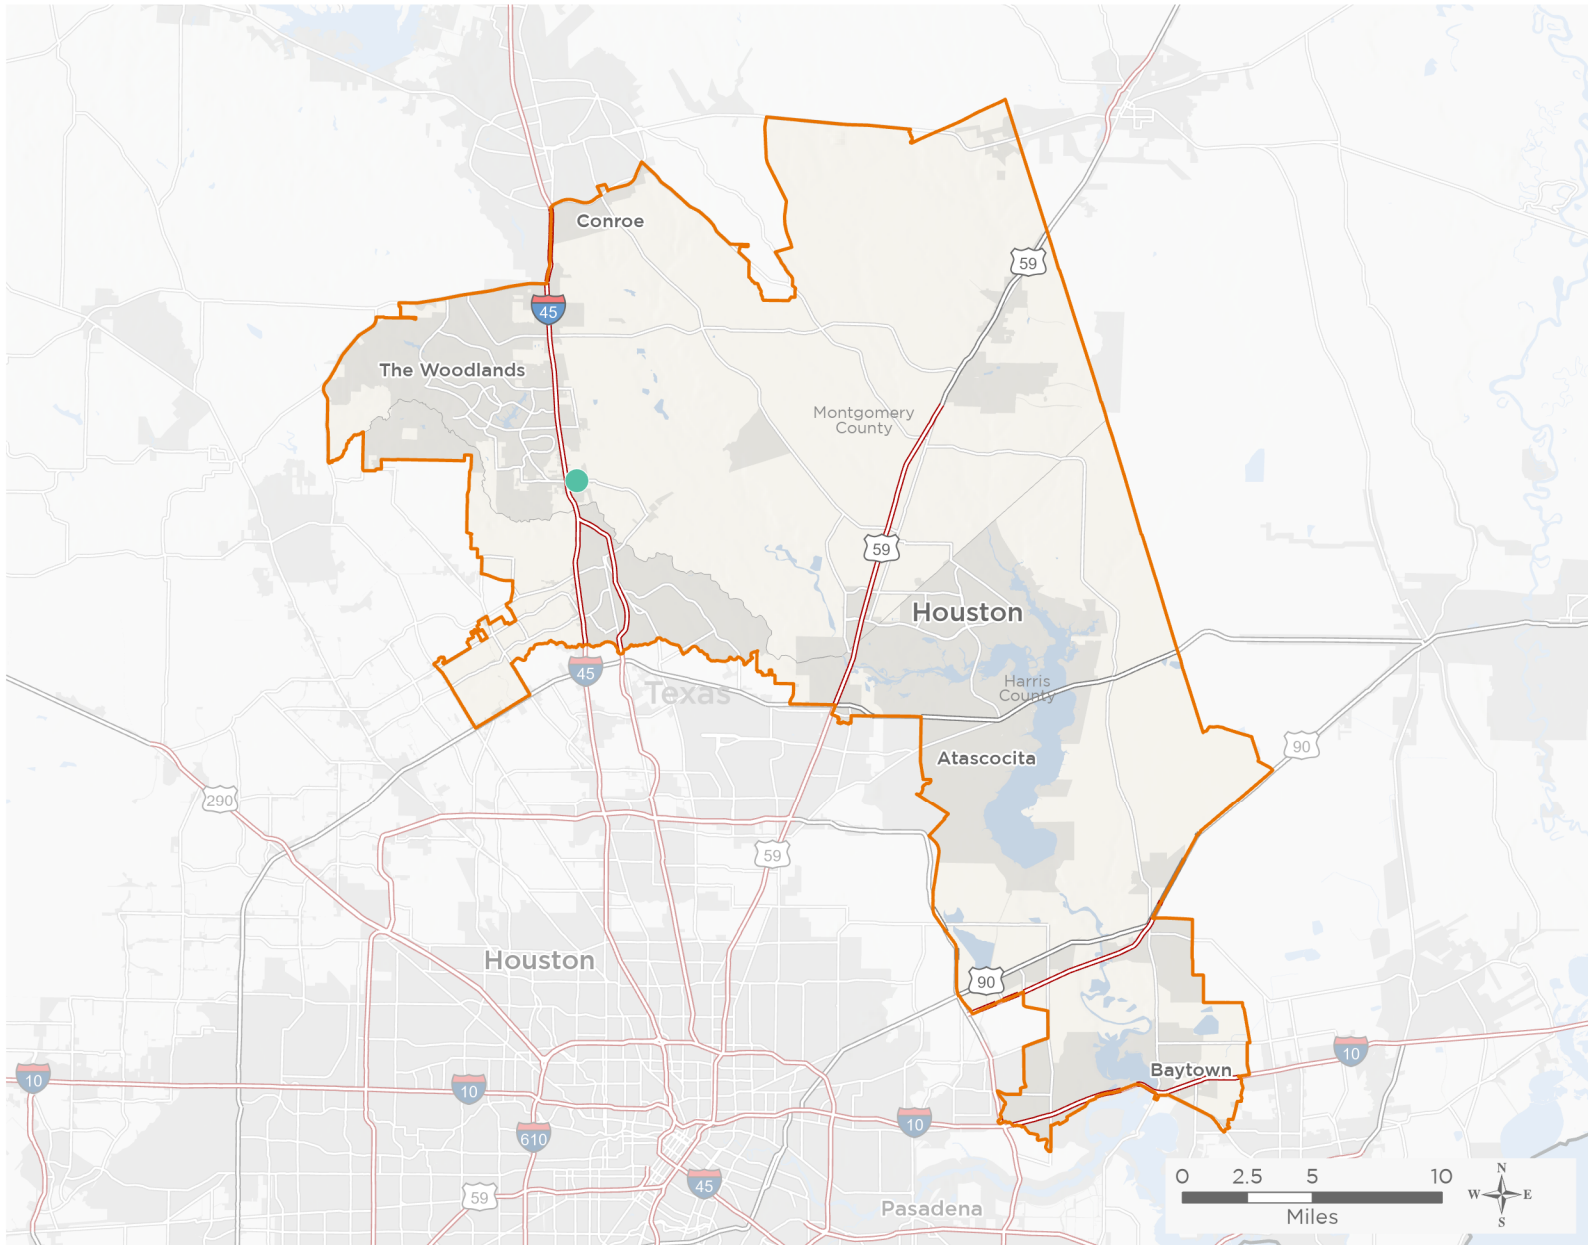 Conroe
59
45
The Woodlands
Montgomery
County
59
Houston
45
Texas
Harris
County
Atascocita
90
290
59
Houston
90
10
Baytown
10
10
10
610
45
59
Pasadena
0 2.5 5 10
Miles
N
W E
S